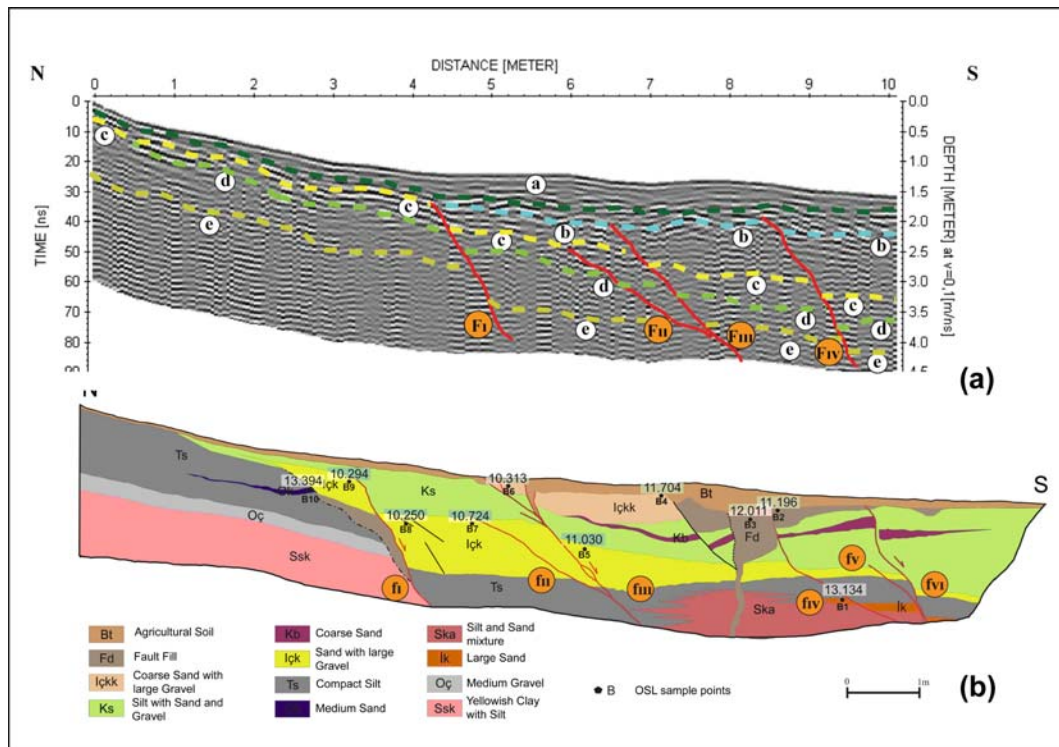 DISTANCE [METER]
N S
0 1 2 3 4 5 6 7 8 9 10
TIME [ns]
0
10
20
30
40
50
60
70
80
90
DEPTH [METER] at v=0,1[m/ns]
0.0
0.5
1.0
1.5
2.0
2.5
3.0
3.5
4.0
4.5
c
d
e
c
a
c
b
d
e
b
c
d
e
b
c
d
e
FI
FII
FIII
FIV
(a)
N
S
Ts
13.394
B10
Içk
10.294
B9
Ks
10.313
B6
11.704
B4
Içkk
Bt
11.196
B2
12.011
B3
Fd
Kb
Oç
Ssk
10.250
B8
10.724
B7
Içk
11.030
B5
Ts
Ska
13.134
B1
İk
fI
fII
fIII
fIV
fV
fVI
(b)
Bt Agricultural Soil
Fd Fault Fill
Içkk Coarse Sand with
large Gravel
Ks Silt with Sand and
Gravel
Kb Coarse Sand
Içk Sand with large
Gravel
Ts Compact Silt
Medium Sand
Ska Silt and Sand
mixture
İk Large Sand
Oç Medium Gravel
Ssk Yellowish Clay
with Silt
B OSL sample points
0 1m